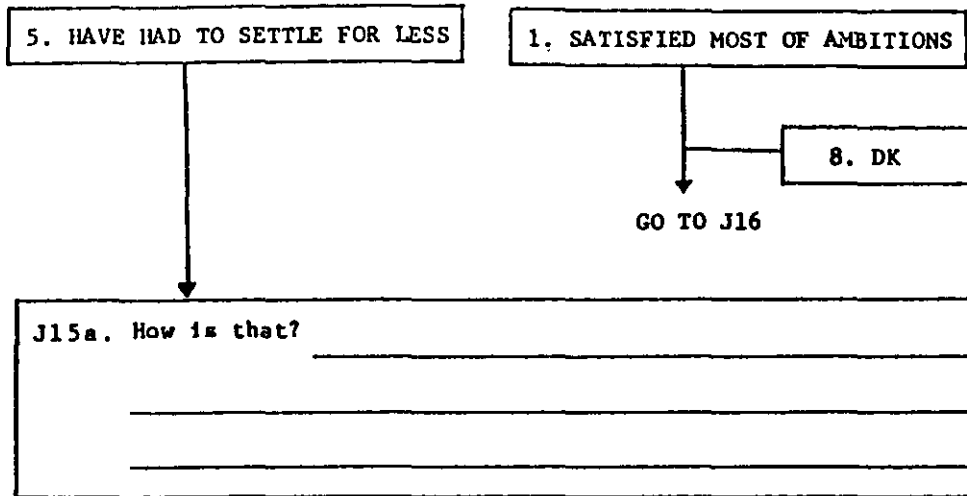 5. HAVE HAD TO SETTLE FOR LESS
1. SATISFIED MOST OF AMBITIONS
8. DK
GO TO J16
J15a. How is that?